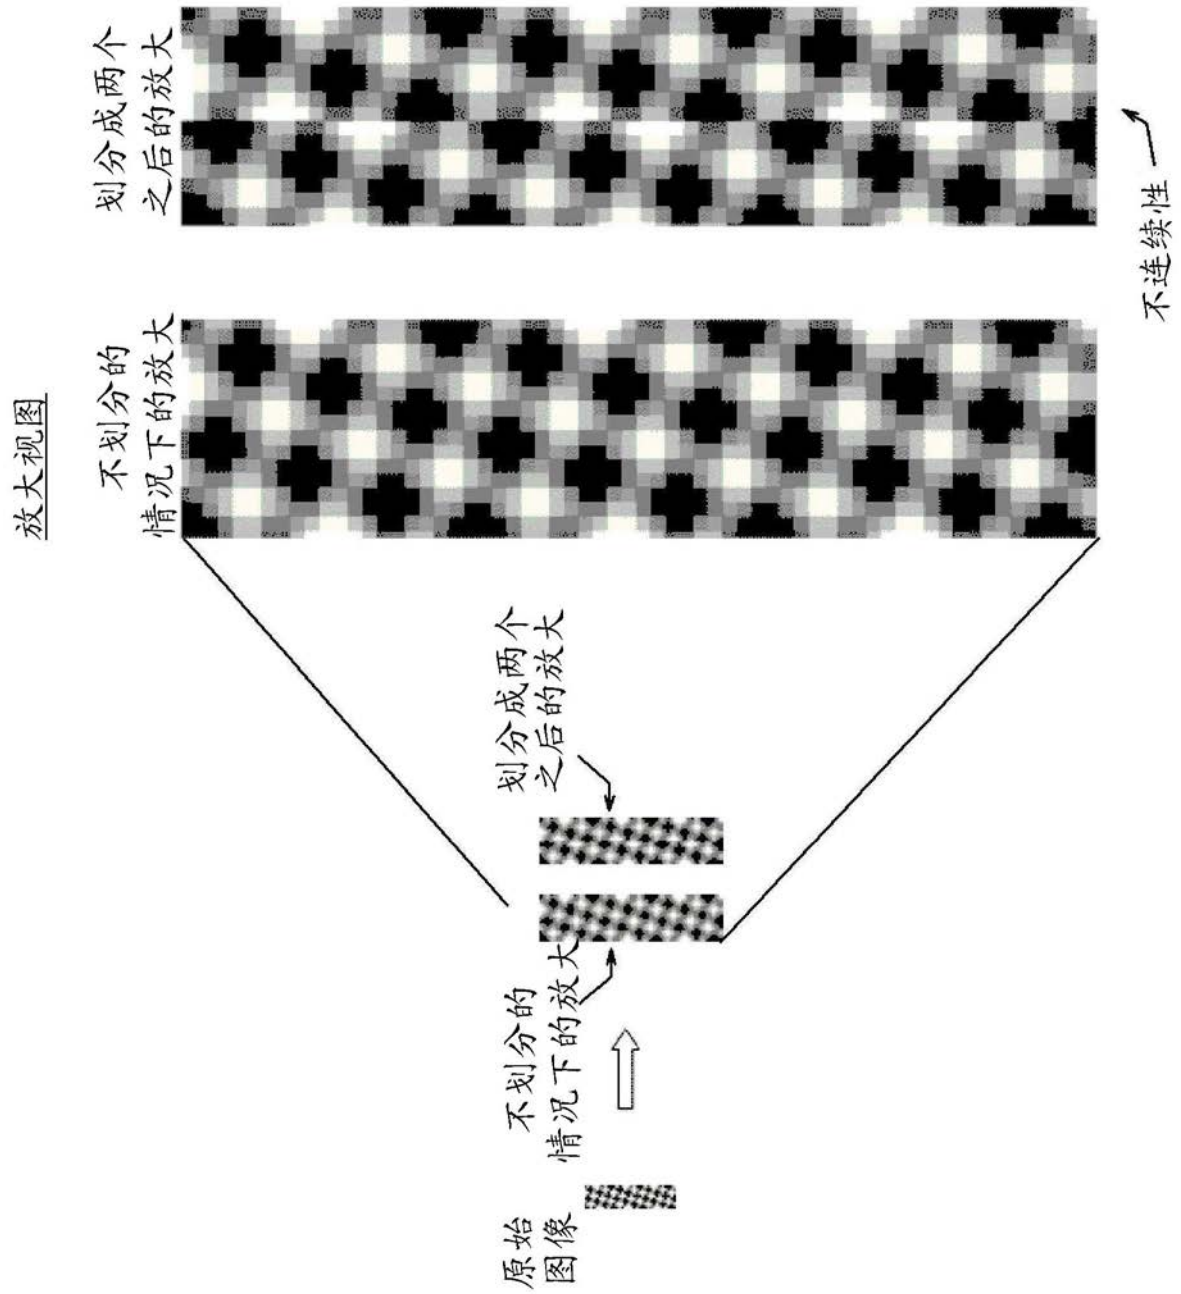 放大视图
不划分的
情况下的放大
划分成两个
之后的放大
不连续性
原始
图像
不划分的
情况下的放大
划分成两个
之后的放大